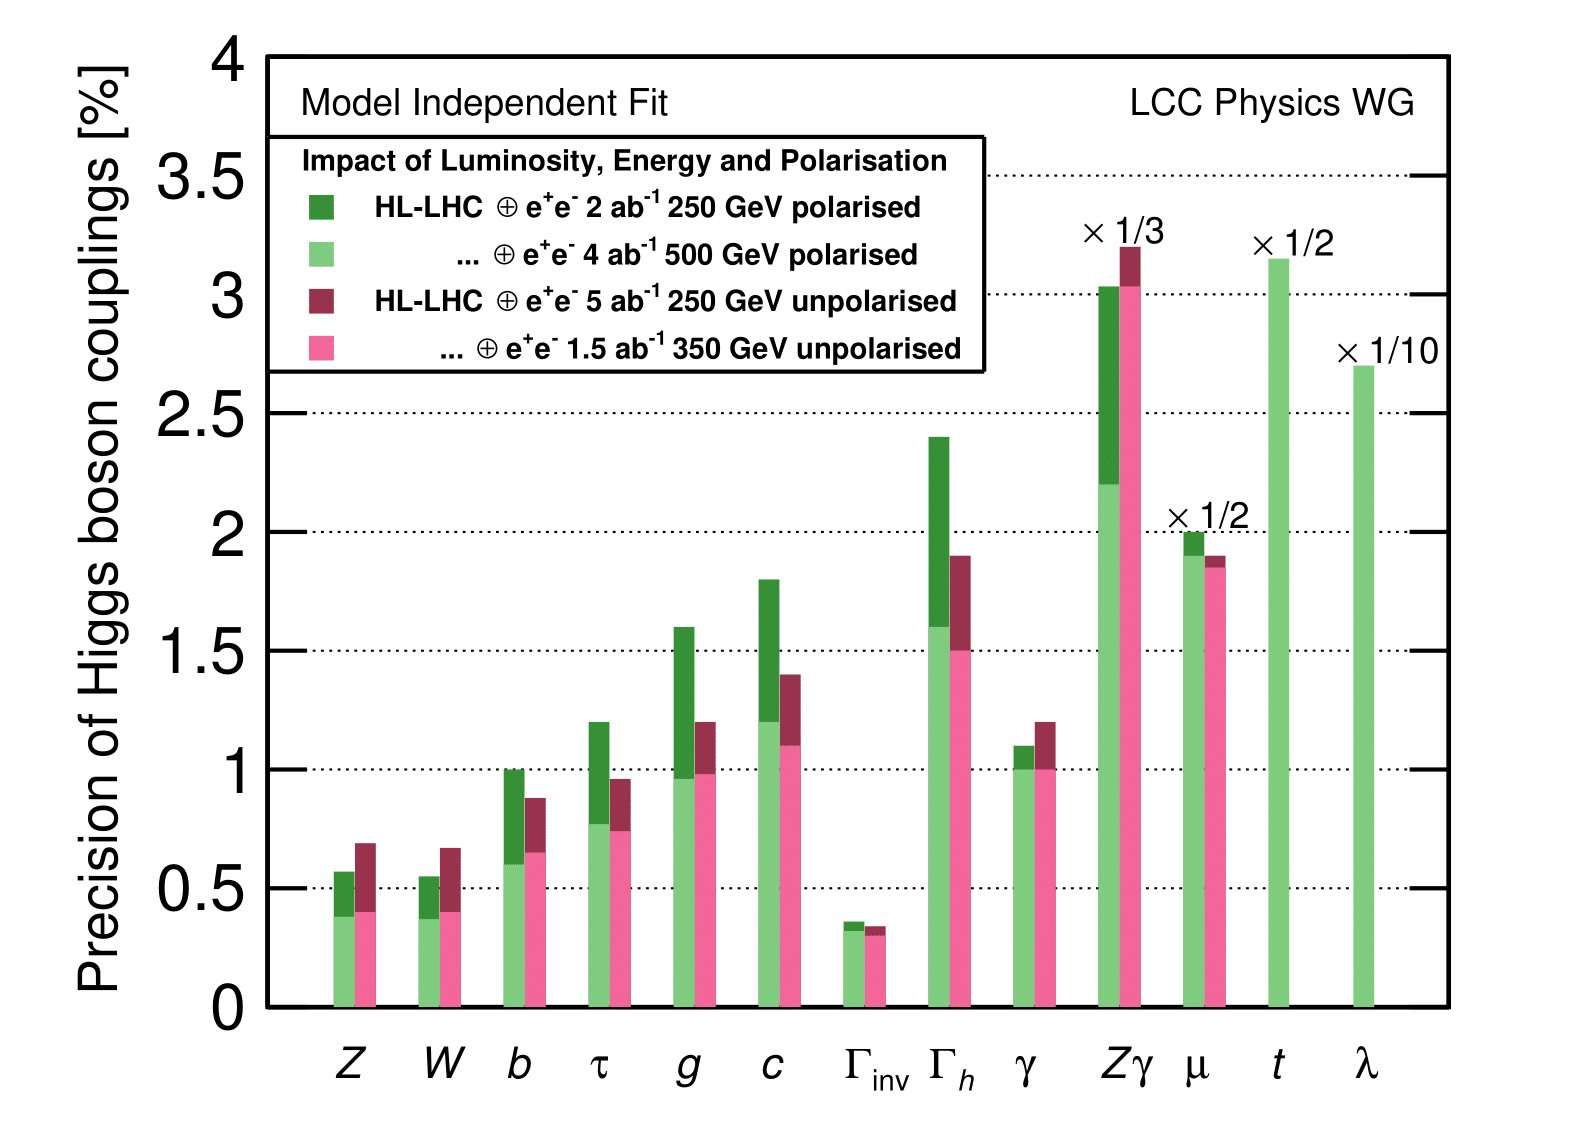 Precision of Higgs boson couplings [%]
4
3.5
3
2.5
2
1.5
1
0.5
0
Model Independent Fit
LCC Physics WG
Impact of Luminosity, Energy and Polarisation
HL-LHC ⊕ e⁺e⁻ 2 ab⁻¹ 250 GeV polarised
... ⊕ e⁺e⁻ 4 ab⁻¹ 500 GeV polarised
HL-LHC ⊕ e⁺e⁻ 5 ab⁻¹ 250 GeV unpolarised
... ⊕ e⁺e⁻ 1.5 ab⁻¹ 350 GeV unpolarised
× 1/3
× 1/2
× 1/10
× 1/2
Z W b τ g c Γinv Γh γ Zγ μ t λ